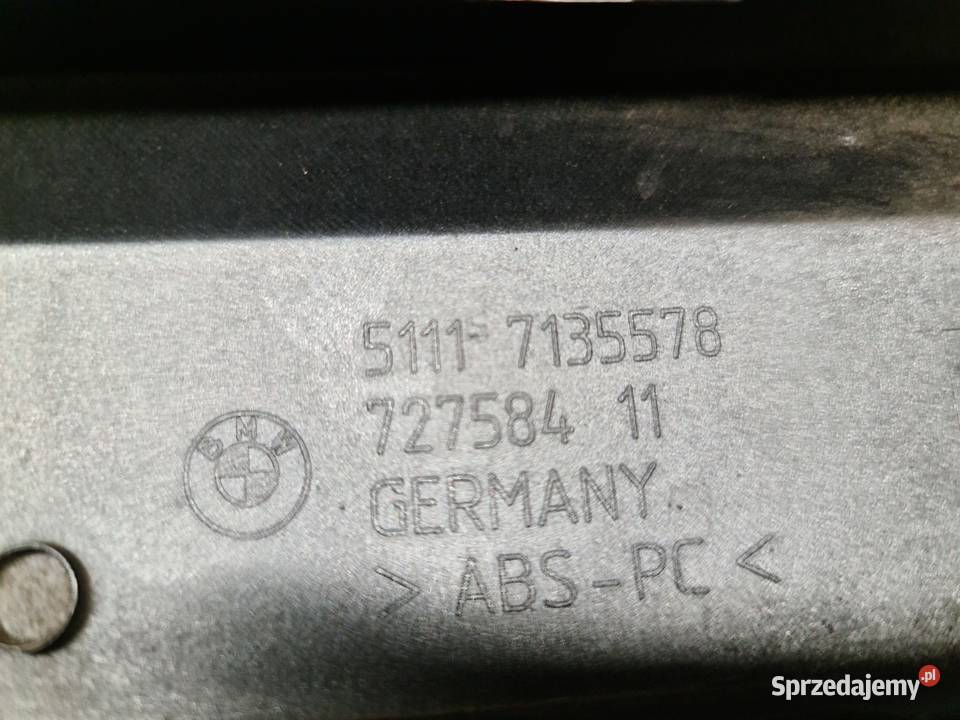 5111-7135578
727584 11
BMW
GERMANY
> ABS-PC <
Sprzedajemy.pl